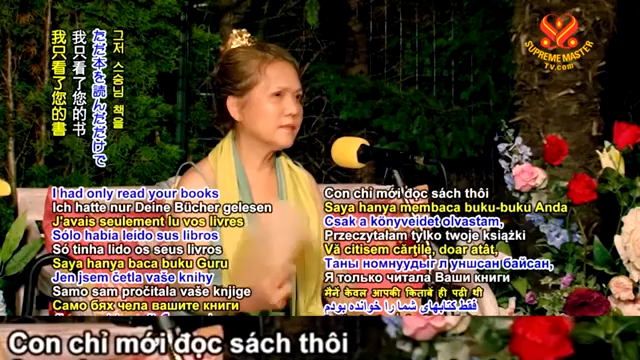 그저 스승님 책을
ただ本を読んだだけで
我只看了您的书
我只看了您的書
SUPREME MASTER
TV.com
I had only read your books
Ich hatte nur Deine Bücher gelesen
J'avais seulement lu vos livres
Sólo había leido sus libros
Só tinha lido os seus livros
Saya hanya baca buku Guru
Jen jsem četla vaše knihy
Samo sam pročitala vaše knjige
Само бях чела вашите книги
Con chỉ mới đọc sách thôi
Saya hanya membaca buku-buku Anda
Csak a könyveidet olvastam,
Przeczytałam tylko twoje książki
Vă citisem cărţile, doar atât,
Таны номнуудыг л уншсан байсан,
Я только читала Ваши книги
मैंनें केवल आपकी किताबें ही पढी थी
فقط کتابهای شما را خوانده بودم
Con chỉ mới đọc sách thôi